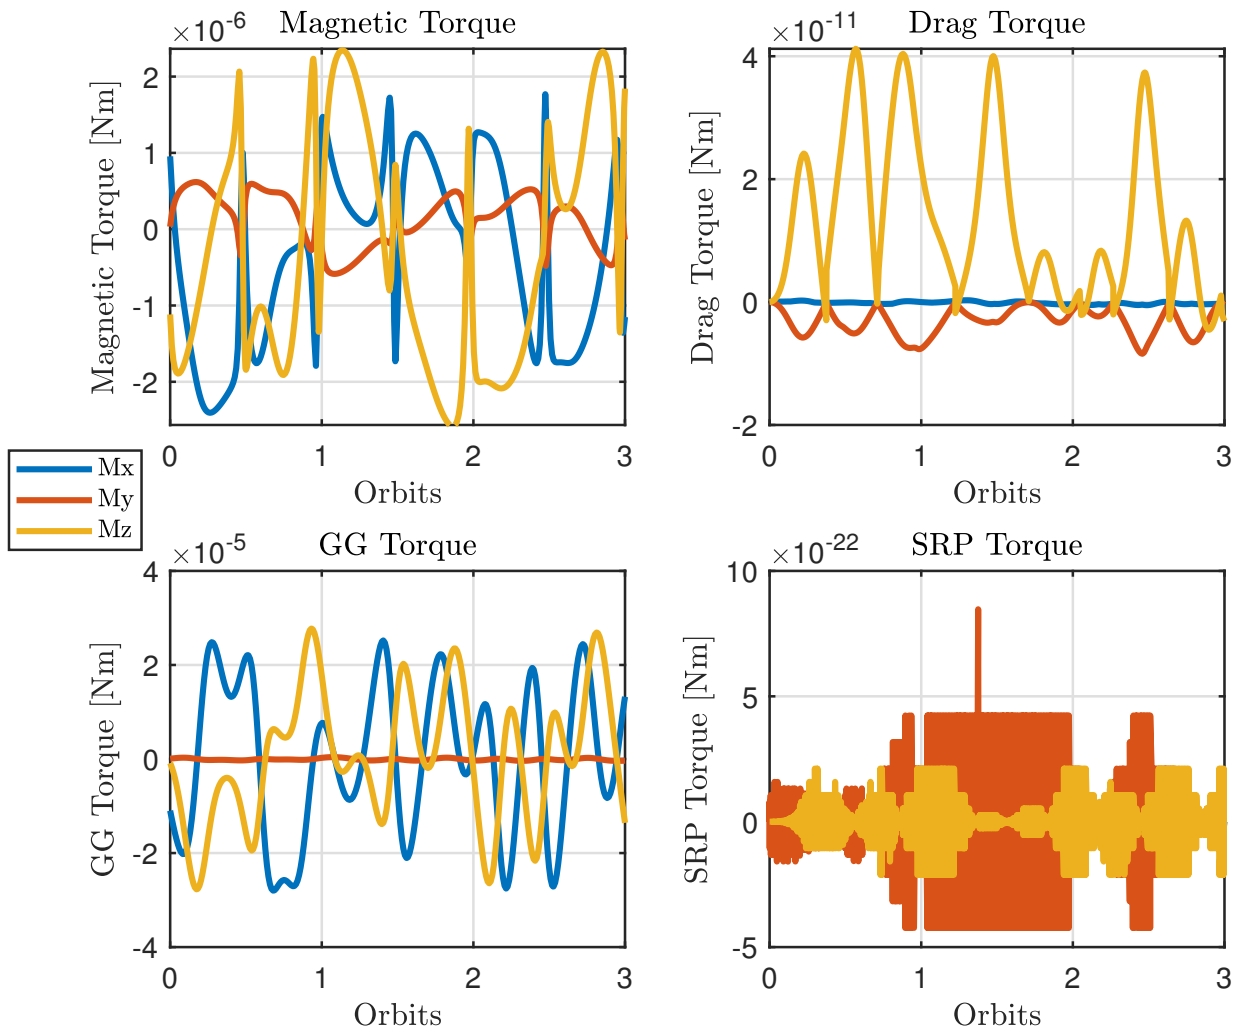 ×10-6
Magnetic Torque
Magnetic Torque [Nm]
2
1
0
-1
-2
0
1
2
3
Orbits
×10-11
Drag Torque
Drag Torque [Nm]
4
2
0
-2
0
1
2
3
Orbits
Mx
My
Mz
×10-5
GG Torque
GG Torque [Nm]
4
2
0
-2
-4
0
1
2
3
Orbits
×10-22
SRP Torque
SRP Torque [Nm]
10
5
0
-5
0
1
2
3
Orbits